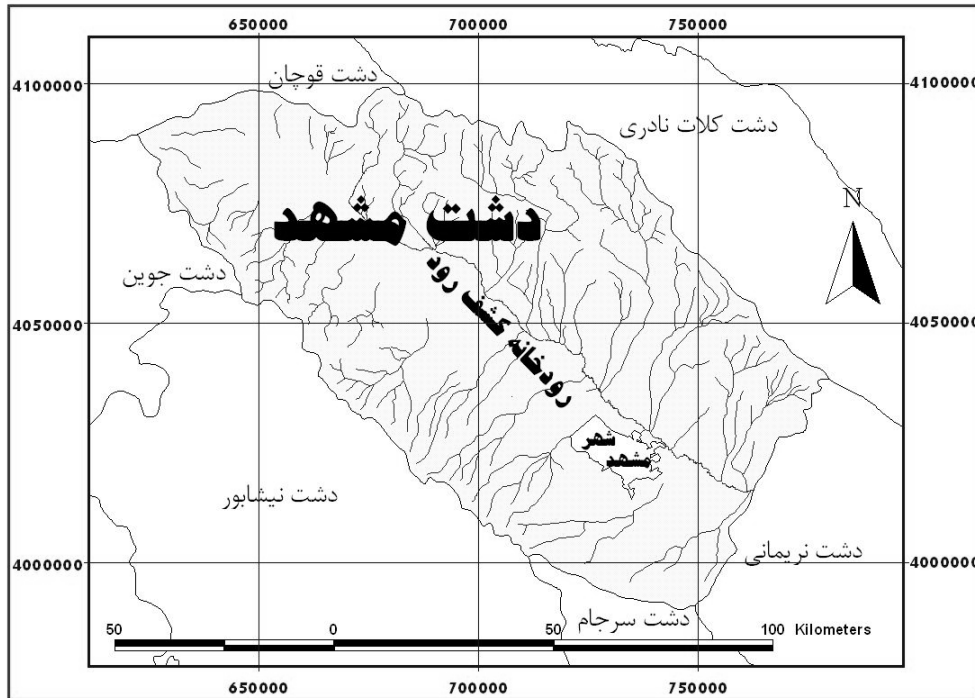 650000 700000 750000
4100000 4100000
دشت قوچان
دشت کلات نادری
N
دشت مشهد
دشت جوین
رودخانه کشف رود
4050000 4050000
شهر
مشهد
دشت نیشابور
دشت نریمانی
4000000 4000000
دشت سرجام
50 0 50 100 Kilometers
650000 700000 750000